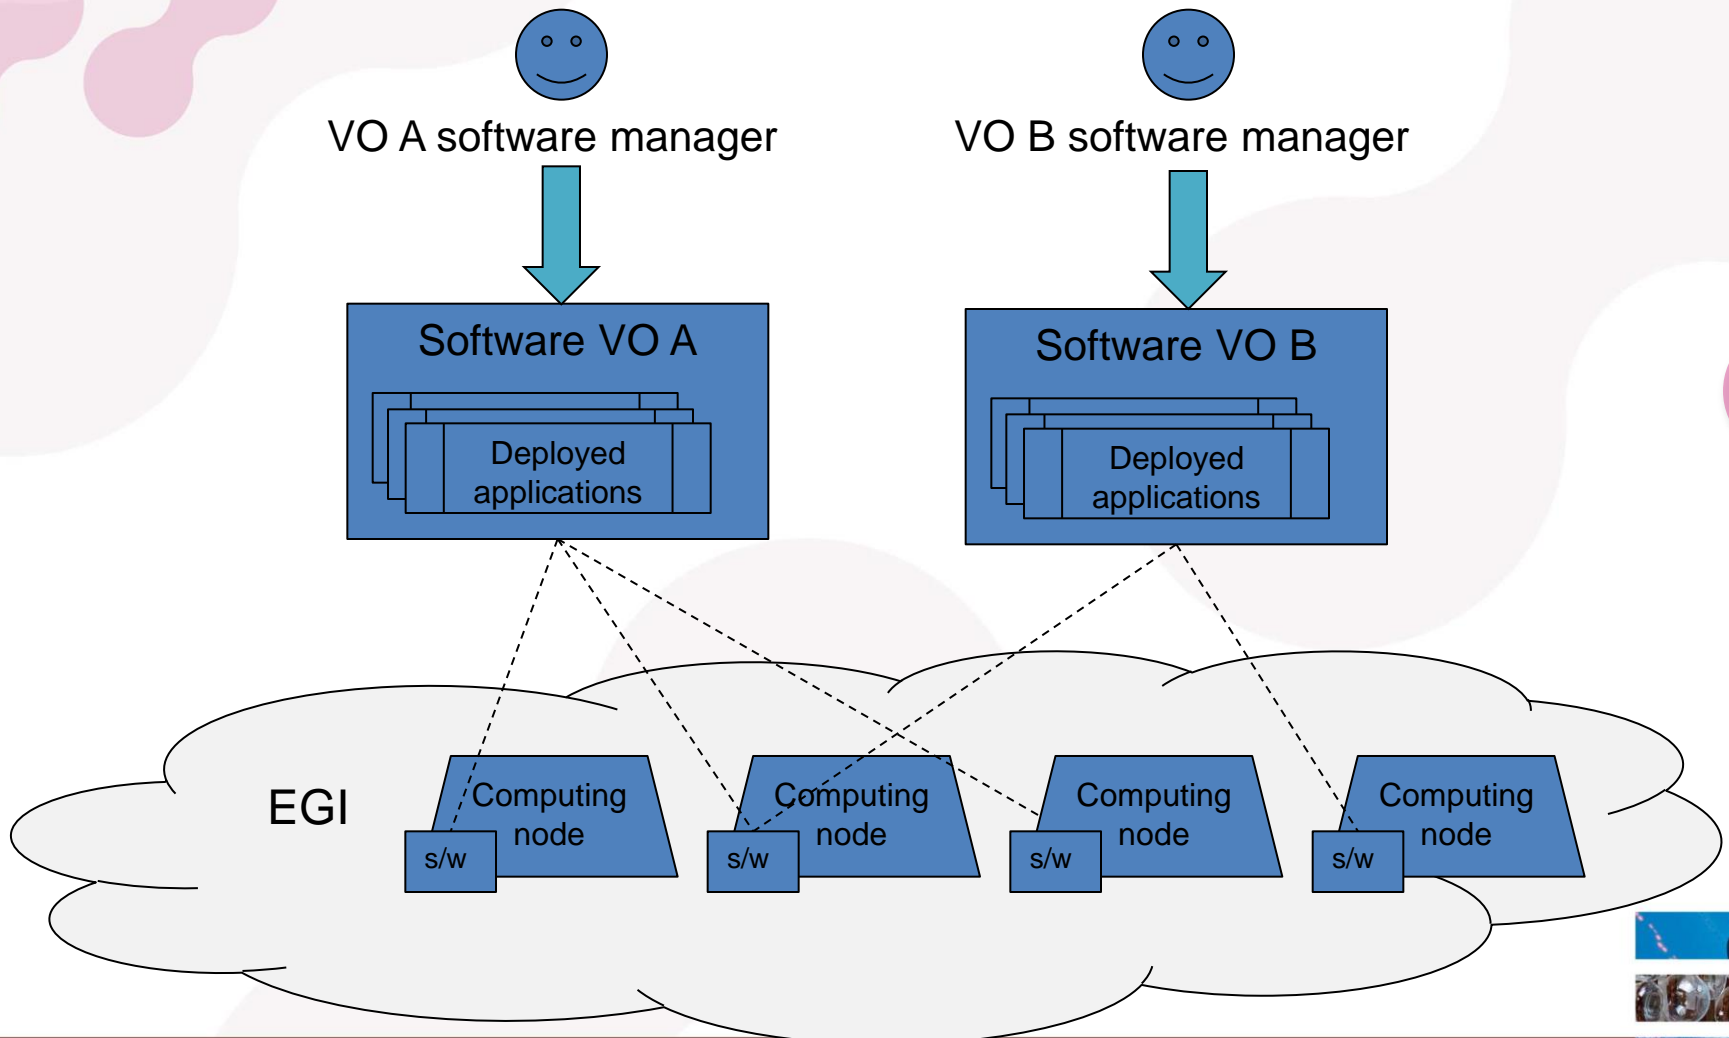 VO A software manager
VO B software manager
Software VO A
Software VO B
Deployed
applications
Deployed
applications
EGI
Computing
node
s/w
Computing
node
s/w
Computing
node
s/w
Computing
node
s/w